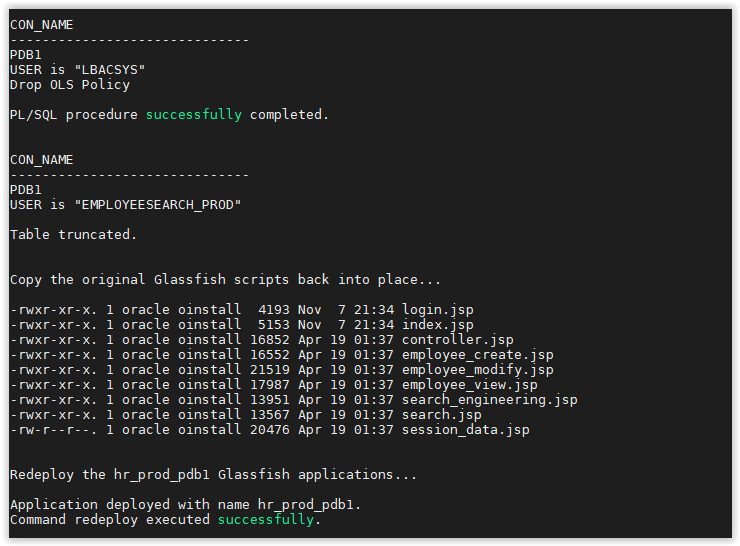 CON_NAME
------------------------------
PDB1
USER is "LBACSYS"
Drop OLS Policy
PL/SQL procedure successfully completed.
CON_NAME
------------------------------
PDB1
USER is "EMPLOYEESEARCH_PROD"
Table truncated.
Copy the original Glassfish scripts back into place...
-rwxr-xr-x. 1 oracle oinstall  4193 Nov  7 21:34 login.jsp
-rwxr-xr-x. 1 oracle oinstall  5153 Nov  7 21:34 index.jsp
-rwxr-xr-x. 1 oracle oinstall 16852 Apr 19 01:37 controller.jsp
-rwxr-xr-x. 1 oracle oinstall 16552 Apr 19 01:37 employee_create.jsp
-rwxr-xr-x. 1 oracle oinstall 21519 Apr 19 01:37 employee_modify.jsp
-rwxr-xr-x. 1 oracle oinstall 17987 Apr 19 01:37 employee_view.jsp
-rwxr-xr-x. 1 oracle oinstall 13951 Apr 19 01:37 search_engineering.jsp
-rwxr-xr-x. 1 oracle oinstall 13567 Apr 19 01:37 search.jsp
-rw-r--r--. 1 oracle oinstall 20476 Apr 19 01:37 session_data.jsp
Redeploy the hr_prod_pdb1 Glassfish applications...
Application deployed with name hr_prod_pdb1.
Command redeploy executed successfully.